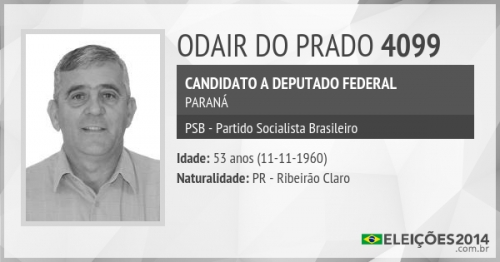 ODAIR DO PRADO 4099
CANDIDATO A DEPUTADO FEDERAL
PARANÁ
PSB - Partido Socialista Brasileiro
Idade: 53 anos (11-11-1960)
Naturalidade: PR - Ribeirão Claro
ELEIÇÕES2014
.com.br